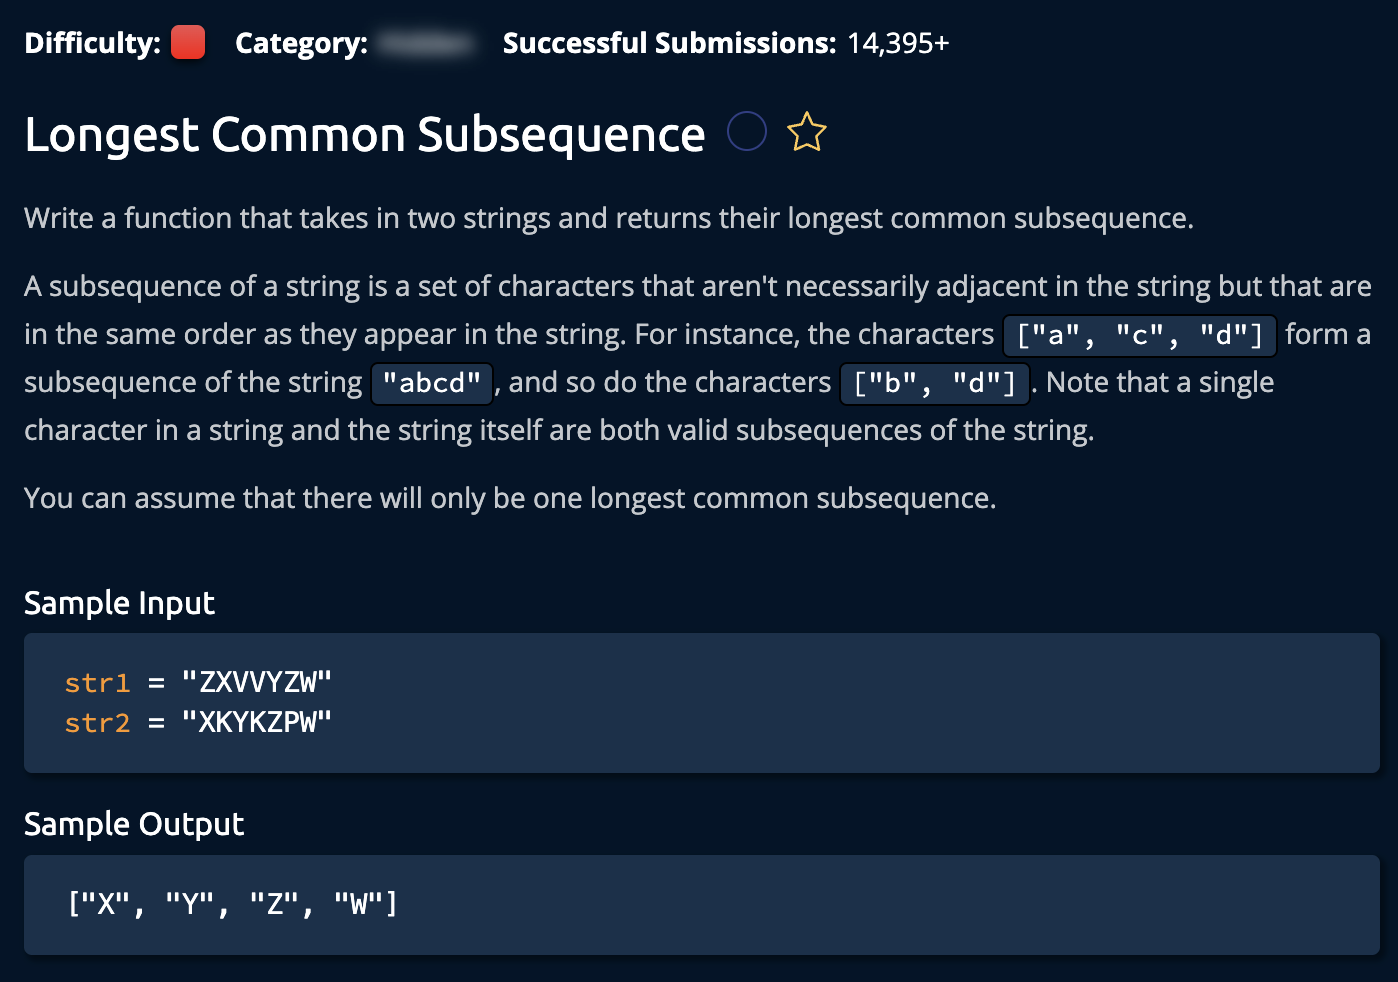 Difficulty: Category: Successful Submissions: 14,395+
Longest Common Subsequence
Write a function that takes in two strings and returns their longest common subsequence.
A subsequence of a string is a set of characters that aren't necessarily adjacent in the string but that are
in the same order as they appear in the string. For instance, the characters ["a", "c", "d"] form a
subsequence of the string "abcd", and so do the characters ["b", "d"]. Note that a single
character in a string and the string itself are both valid subsequences of the string.
You can assume that there will only be one longest common subsequence.
Sample Input
str1 = "ZXVVYZW"
str2 = "XKYKZPW"
Sample Output
["X", "Y", "Z", "W"]